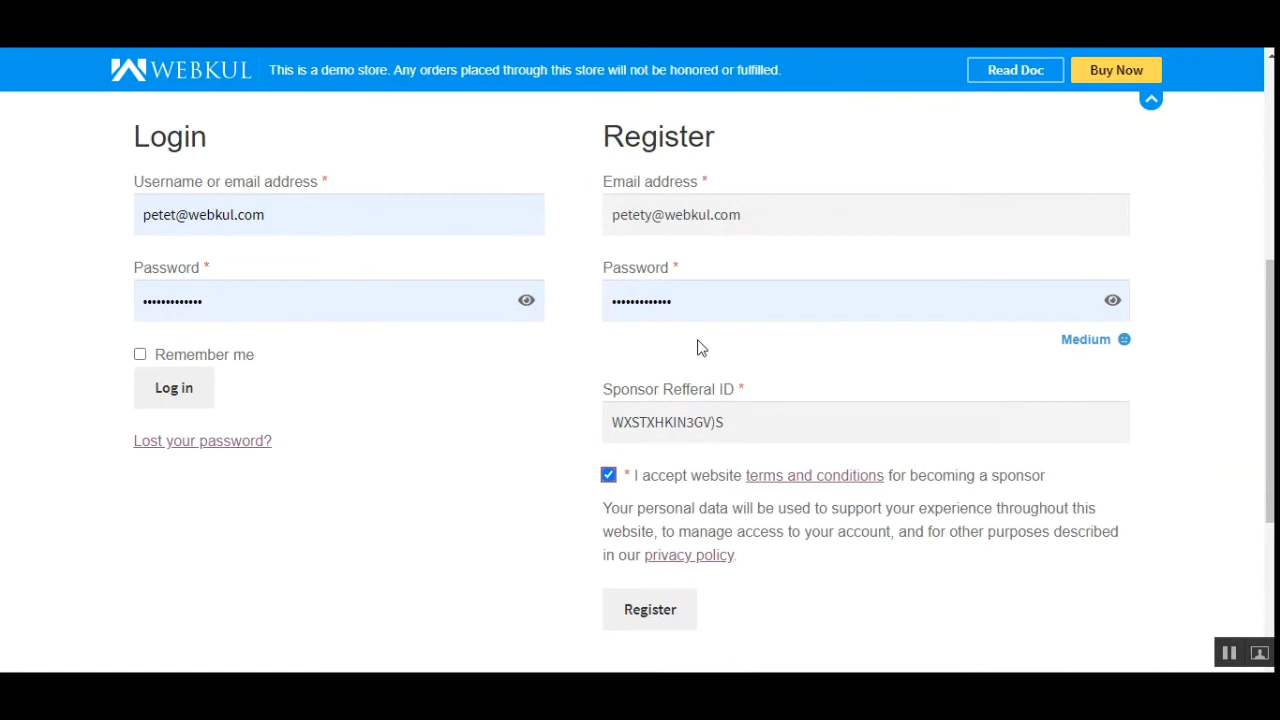 WEBKUL This is a demo store. Any orders placed through this store will not be honored or fulfilled. Read Doc Buy Now
Login
Username or email address *
petet@webkul.com
Password *
•••••••••••••
Remember me
Log in
Lost your password?
Register
Email address *
petety@webkul.com
Password *
•••••••••••••
Medium
Sponsor Refferal ID *
WXSTXHKIN3GV)S
* I accept website terms and conditions for becoming a sponsor
Your personal data will be used to support your experience throughout this
website, to manage access to your account, and for other purposes described
in our privacy policy.
Register